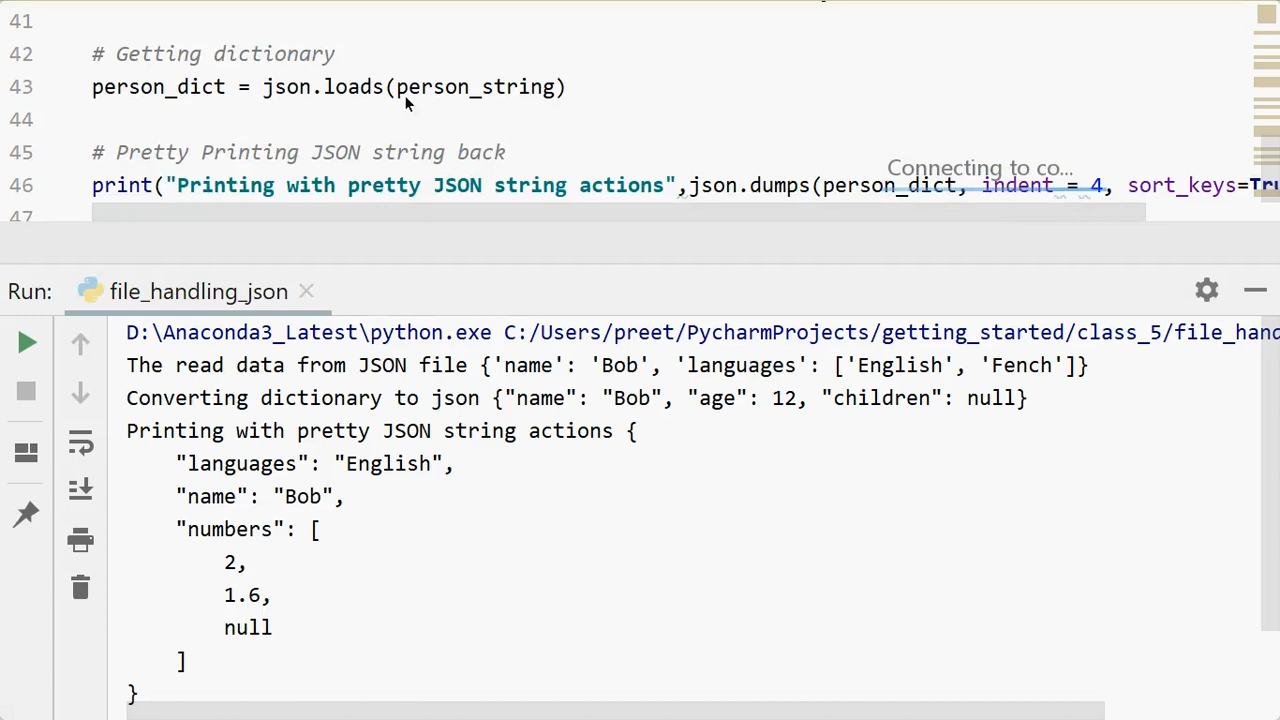 41
42 # Getting dictionary
43 person_dict = json.loads(person_string)
44
45 # Pretty Printing JSON string back
Connecting to co...
46 print("Printing with pretty JSON string actions",json.dumps(person_dict, indent = 4, sort_keys=Tru
47
Run: file_handling_json
D:\Anaconda3_Latest\python.exe C:/Users/preet/PycharmProjects/getting_started/class_5/file_hand
The read data from JSON file {'name': 'Bob', 'languages': ['English', 'Fench']}
Converting dictionary to json {"name": "Bob", "age": 12, "children": null}
Printing with pretty JSON string actions {
"languages": "English",
"name": "Bob",
"numbers": [
2,
1.6,
null
]
}